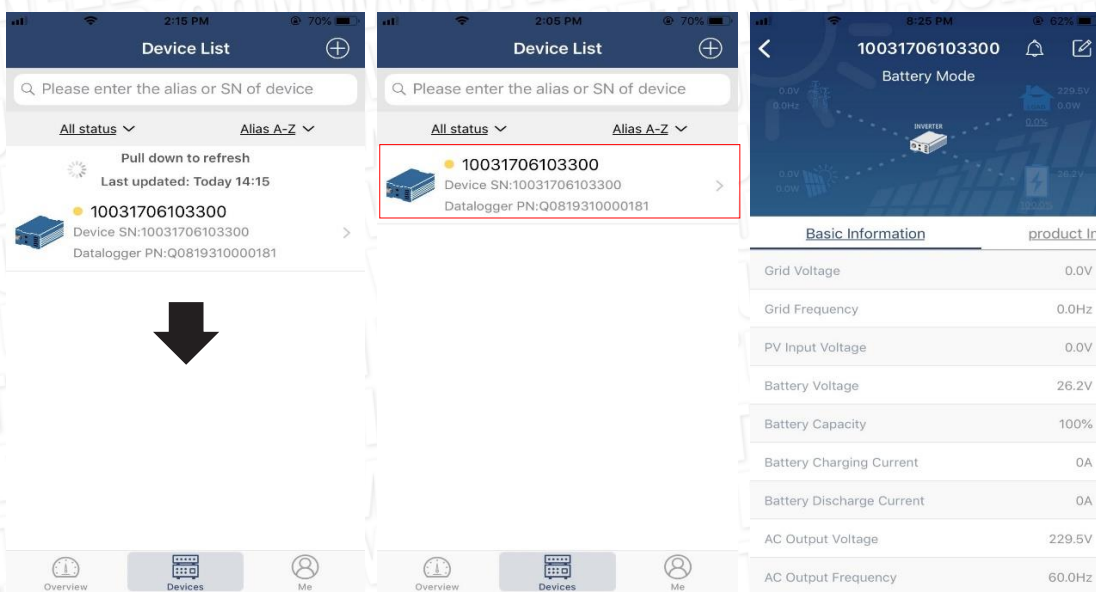 2:15 PM
70%
Device List
Please enter the alias or SN of device
All status
Alias A-Z
Pull down to refresh
Last updated: Today 14:15
10031706103300
Device SN:10031706103300
Datalogger PN:Q0819310000181
Overview
Devices
Me
2:05 PM
70%
Device List
Please enter the alias or SN of device
All status
Alias A-Z
10031706103300
Device SN:10031706103300
Datalogger PN:Q0819310000181
Overview
Devices
Me
8:25 PM
62%
10031706103300
Battery Mode
0.0V
0.0Hz
229.5V
0.0W
0.0%
INVERTER
0.0V
0.0W
26.2V
100.0%
Basic Information
product In
Grid Voltage 0.0V
Grid Frequency 0.0Hz
PV Input Voltage 0.0V
Battery Voltage 26.2V
Battery Capacity 100%
Battery Charging Current 0A
Battery Discharge Current 0A
AC Output Voltage 229.5V
AC Output Frequency 60.0Hz